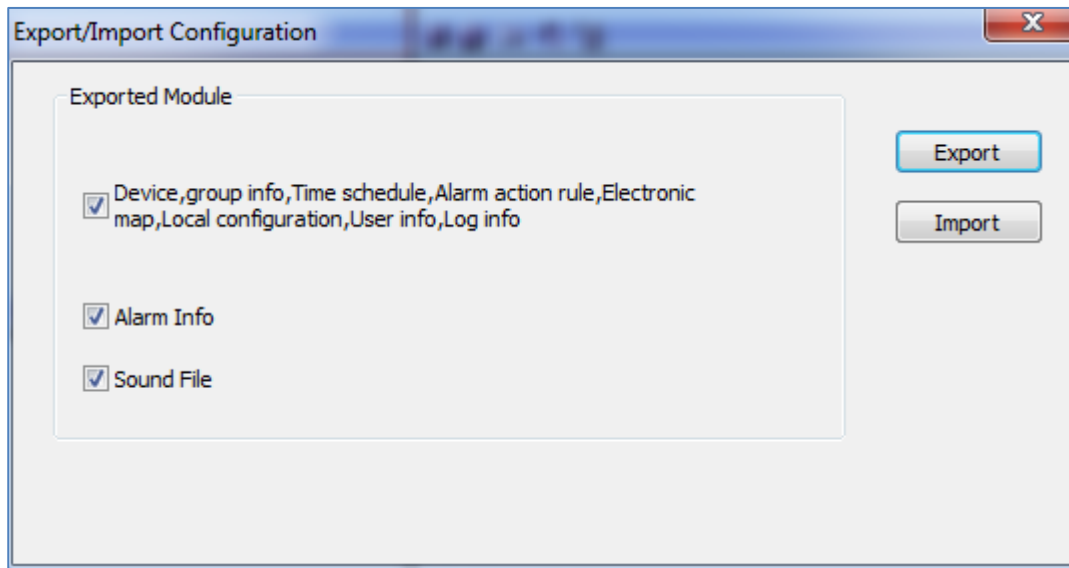 Export/Import Configuration
Exported Module
Device,group info,Time schedule,Alarm action rule,Electronic
map,Local configuration,User info,Log info
Alarm Info
Sound File
Export
Import